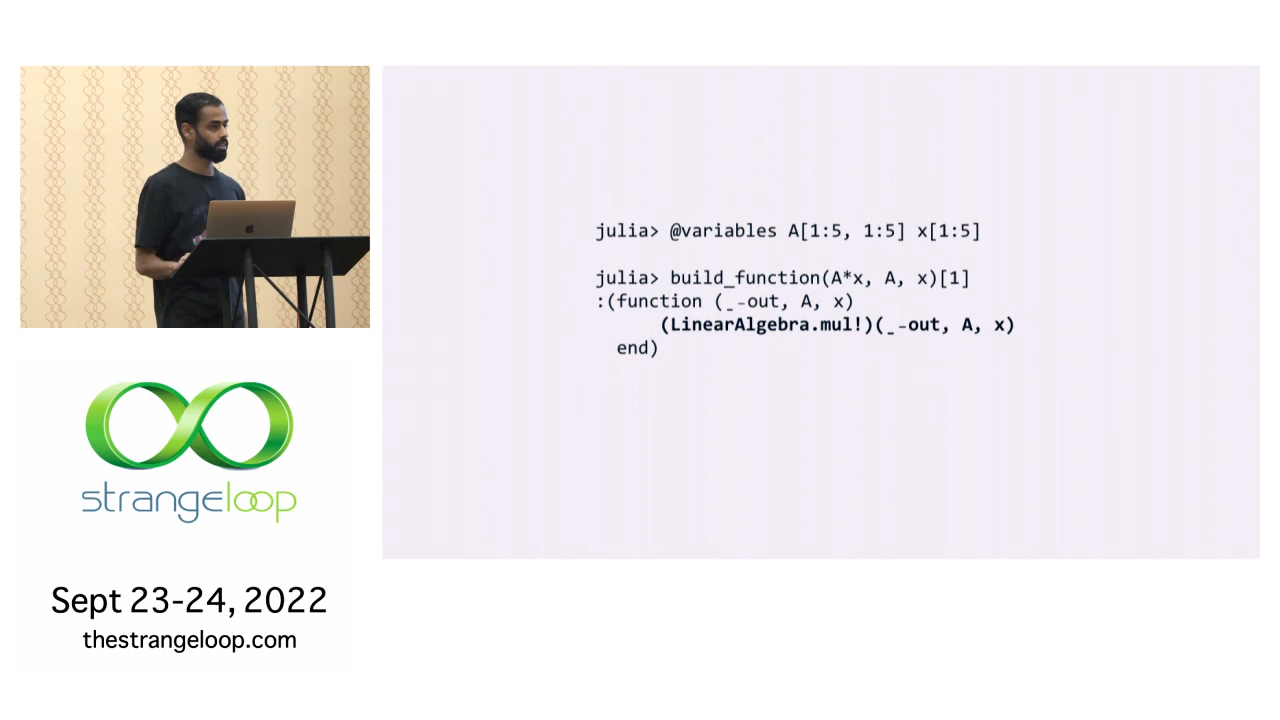 julia> @variables A[1:5, 1:5] x[1:5]
julia> build_function(A*x, A, x)[1]
:(function (_-out, A, x)
(LinearAlgebra.mul!)(_-out, A, x)
end)
strangeloop
Sept 23-24, 2022
thestrangeloop.com